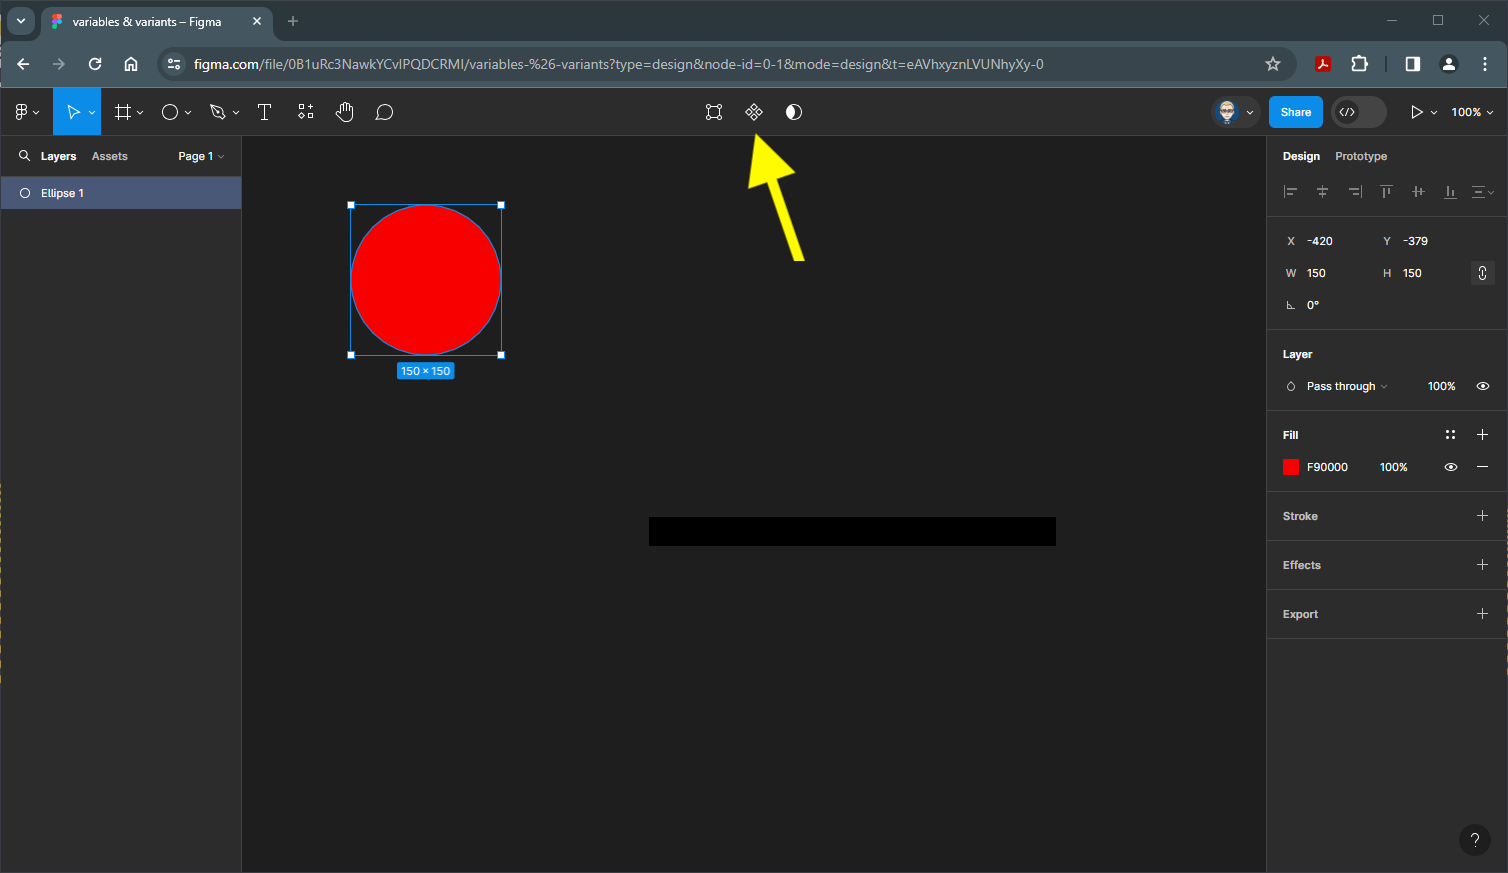 variables & variants – Figma
figma.com/file/0B1uRc3NawkYCvlPQDCRMI/variables-%26-variants?type=design&node-id=0-1&mode=design&t=eAVhxyznLVUNhyXy-0
Share
100%
Layers Assets Page 1
Design Prototype
Ellipse 1
X -420 Y -379
W 150 H 150
0°
Layer
150 × 150
Pass through 100%
Fill
F90000 100%
Stroke
Effects
Export
?